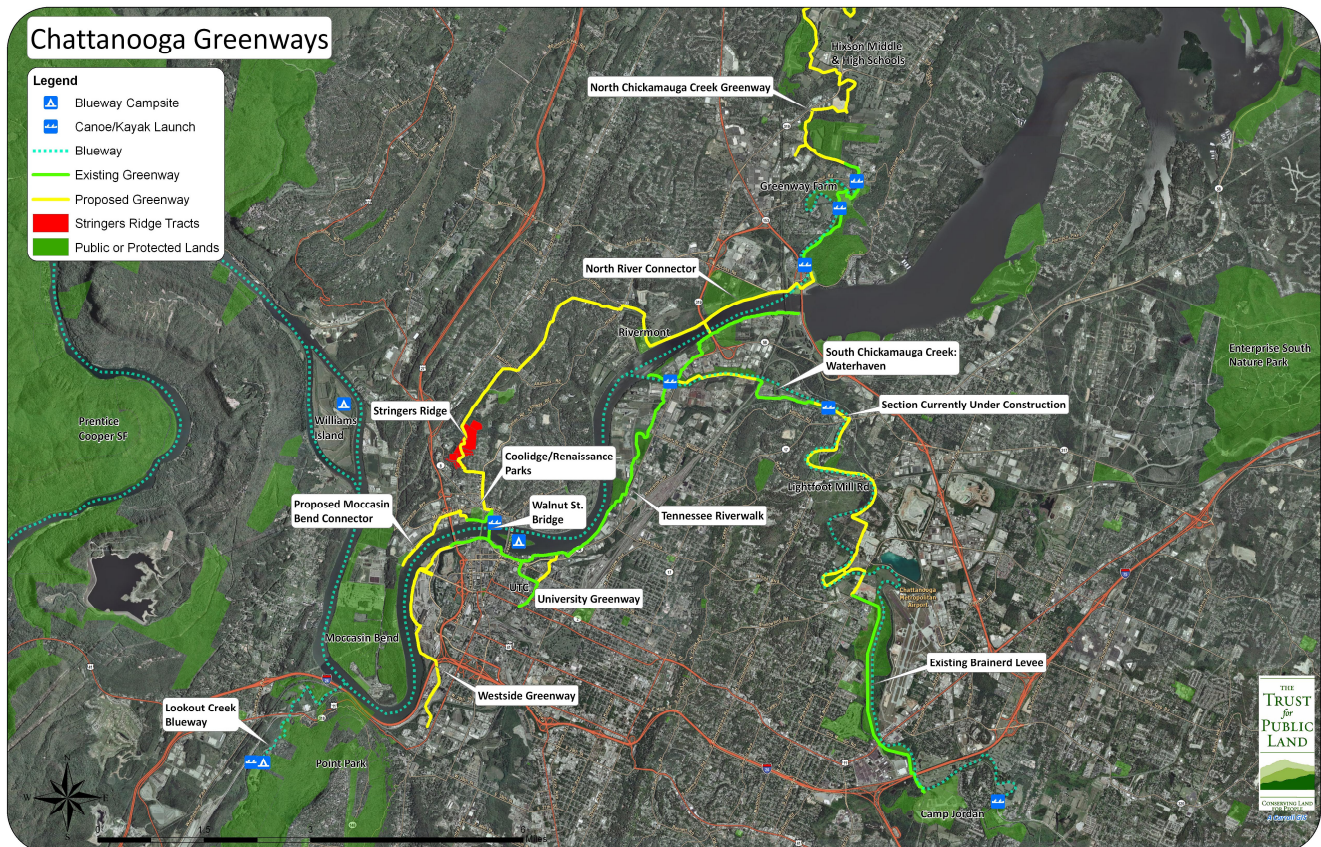 Chattanooga Greenways
Legend
Blueway Campsite
Canoe/Kayak Launch
Blueway
Existing Greenway
Proposed Greenway
Stringers Ridge Tracts
Public or Protected Lands
Hixson Middle
& High Schools
North Chickamauga Creek Greenway
Greenway Farm
North River Connector
Rivermont
South Chickamauga Creek:
Waterhaven
Enterprise South
Nature Park
Section Currently Under Construction
Stringers Ridge
Prentice
Cooper SF
Williams
Island
Coolidge/Renaissance
Parks
Lightfoot Mill Rd
Proposed Moccasin
Bend Connector
Walnut St.
Bridge
Tennessee Riverwalk
UTC
University Greenway
Chattanooga
Metropolitan
Airport
Moccasin Bend
Existing Brainerd Levee
Westside Greenway
Lookout Creek
Blueway
Point Park
Camp Jordan
N
W
E
S
0
1.5
3
6
Miles
THE
TRUST
for
PUBLIC
LAND
CONSERVING LAND
FOR PEOPLE